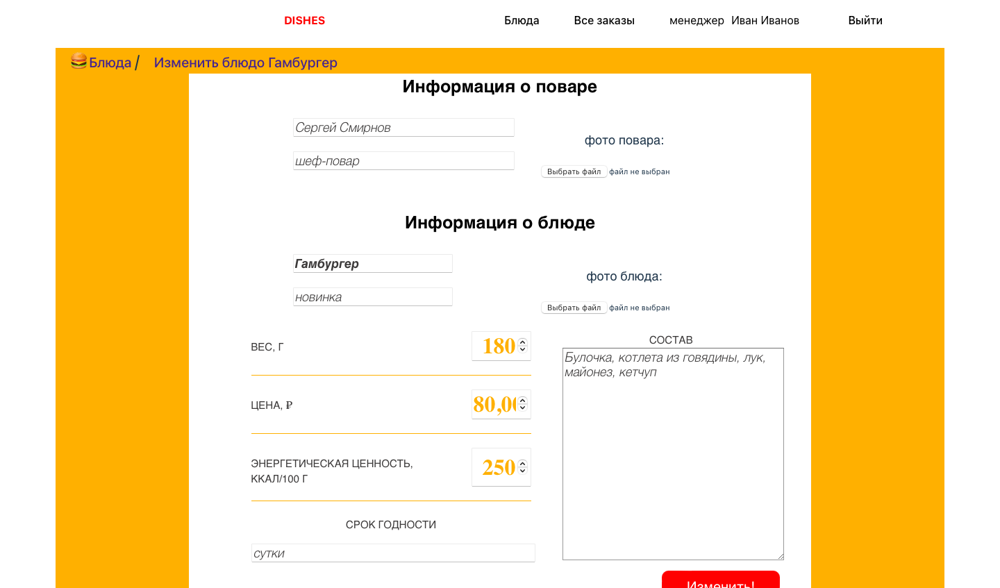 DISHES Блюда Все заказы менеджер Иван Иванов Выйти
Блюда / Изменить блюдо Гамбургер
Информация о поваре
Сергей Смирнов
фото повара:
шеф-повар
Выбрать файл файл не выбран
Информация о блюде
Гамбургер
фото блюда:
новинка
Выбрать файл файл не выбран
ВЕС, Г 180
ЦЕНА, ₽ 80,00
ЭНЕРГЕТИЧЕСКАЯ ЦЕННОСТЬ,
ККАЛ/100 Г 250
СРОК ГОДНОСТИ
сутки
СОСТАВ
Булочка, котлета из говядины, лук,
майонез, кетчуп
Изменить!